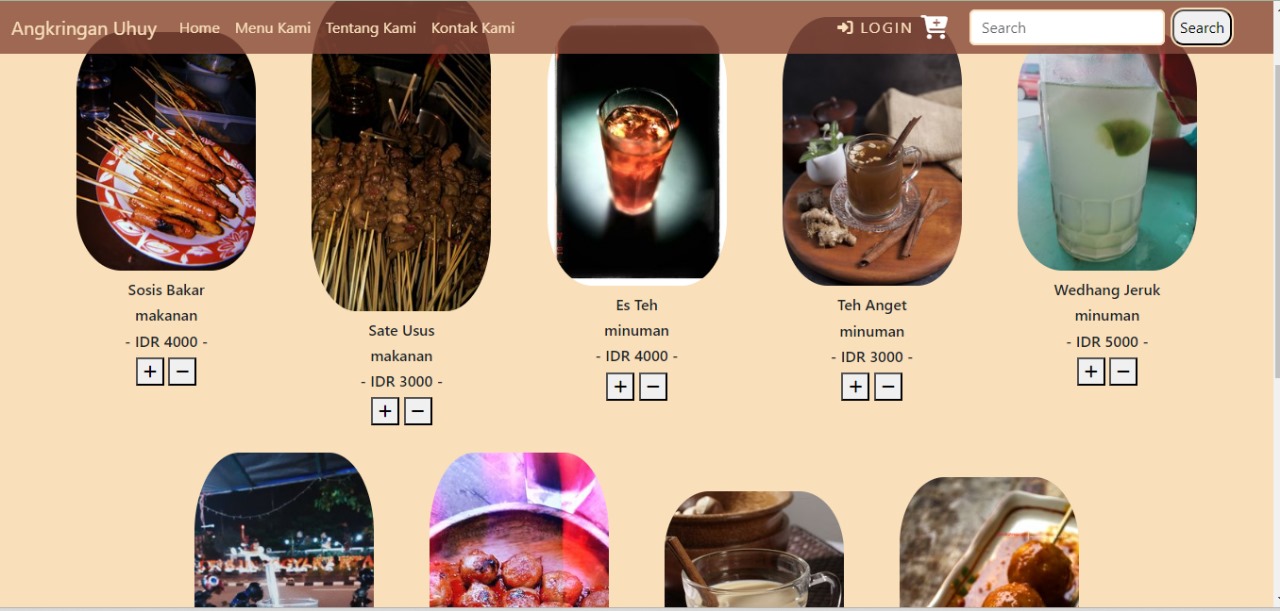 Angkringan Uhuy Home Menu Kami Tentang Kami Kontak Kami LOGIN Search Search
Sosis Bakar
makanan
- IDR 4000 -
+ −
Sate Usus
makanan
- IDR 3000 -
+ −
Es Teh
minuman
- IDR 4000 -
+ −
Teh Anget
minuman
- IDR 3000 -
+ −
Wedhang Jeruk
minuman
- IDR 5000 -
+ −